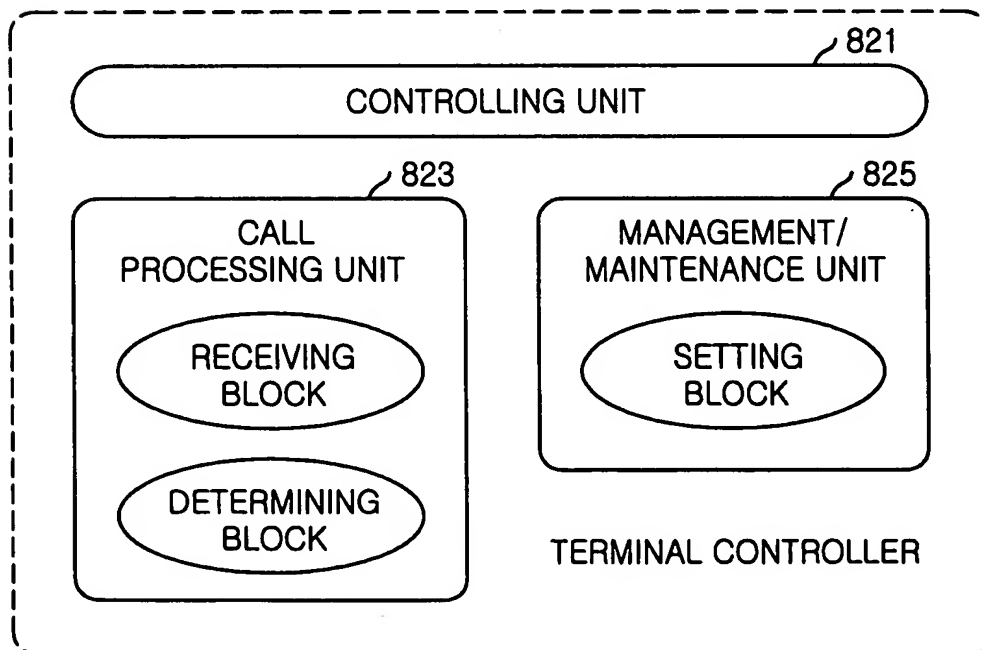 821
CONTROLLING UNIT
823
CALL
PROCESSING UNIT
RECEIVING
BLOCK
DETERMINING
BLOCK
825
MANAGEMENT/
MAINTENANCE UNIT
SETTING
BLOCK
TERMINAL CONTROLLER